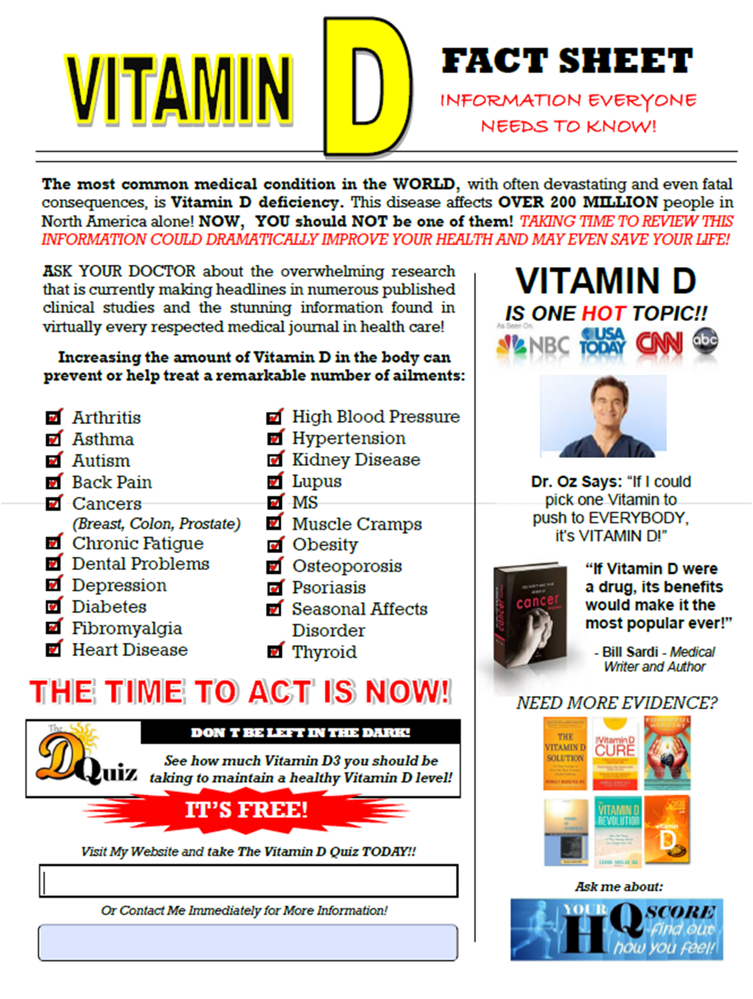 VITAMIN D
FACT SHEET
INFORMATION EVERYONE
NEEDS TO KNOW!
The most common medical condition in the WORLD, with often devastating and even fatal
consequences, is Vitamin D deficiency. This disease affects OVER 200 MILLION people in
North America alone! NOW, YOU should NOT be one of them! TAKING TIME TO REVIEW THIS
INFORMATION COULD DRAMATICALLY IMPROVE YOUR HEALTH AND MAY EVEN SAVE YOUR LIFE!
ASK YOUR DOCTOR about the overwhelming research
that is currently making headlines in numerous published
clinical studies and the stunning information found in
virtually every respected medical journal in health care!
Increasing the amount of Vitamin D in the body can
prevent or help treat a remarkable number of ailments:
Arthritis
Asthma
Autism
Back Pain
Cancers
(Breast, Colon, Prostate)
Chronic Fatigue
Dental Problems
Depression
Diabetes
Fibromyalgia
Heart Disease
High Blood Pressure
Hypertension
Kidney Disease
Lupus
MS
Muscle Cramps
Obesity
Osteoporosis
Psoriasis
Seasonal Affects
Disorder
Thyroid
THE TIME TO ACT IS NOW!
The
D Quiz
DON T BE LEFT IN THE DARK!
See how much Vitamin D3 you should be
taking to maintain a healthy Vitamin D level!
IT'S FREE!
Visit My Website and take The Vitamin D Quiz TODAY!!
Or Contact Me Immediately for More Information!
VITAMIN D
IS ONE HOT TOPIC!!
As Seen On:
NBC
USA
TODAY
CNN
abc
Dr. Oz Says: "If I could
pick one Vitamin to
push to EVERYBODY,
it's VITAMIN D!"
cancer
"If Vitamin D were
a drug, its benefits
would make it the
most popular ever!"
- Bill Sardi - Medical
Writer and Author
NEED MORE EVIDENCE?
THE
VITAMIN D
SOLUTION
Vitamin D
CURE
POWERFUL
MEDICINE
VITAMIN D
REVOLUTION
vitamin
D
Ask me about:
YOUR
HQ SCORE
find out
how you feel!